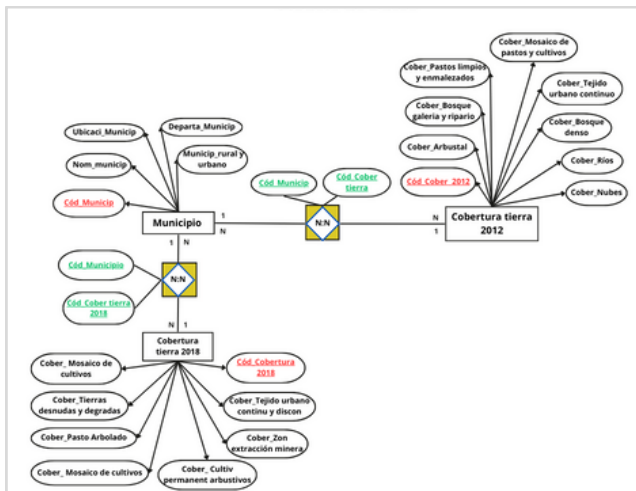 Cober_Mosaico de
pastos y cultivos
Cober_Pastos limpios
y enmalezados
Cober_Tejido
urbano continuo
Cober_Bosque
galeria y ripario
Cober_Bosque
denso
Cober_Arbustal
Cober_Ríos
Cód_Cober_2012
Cober_Nubes
Cobertura tierra
2012
Ubicaci_Municip
Departa_Municip
Nom_municip
Municip_rural y
urbano
Cód_Municip
Municipio
Cód_Municip
Cód_Cober
tierra
1
N
N:N
N
1
1
N
Cód_Municipio
Cód_Cober tierra
2018
N:N
N
1
Cobertura
tierra 2018
Cober_ Mosaico de
cultivos
Cód_Cobertura
2018
Cober_Tierras
desnudas y degradas
Cober_Tejido urbano
continu y discon
Cober_Pasto Arbolado
Cober_Zon
extracción minera
Cober_ Mosaico de cultivos
Cober_ Cultiv
permanent arbustivos